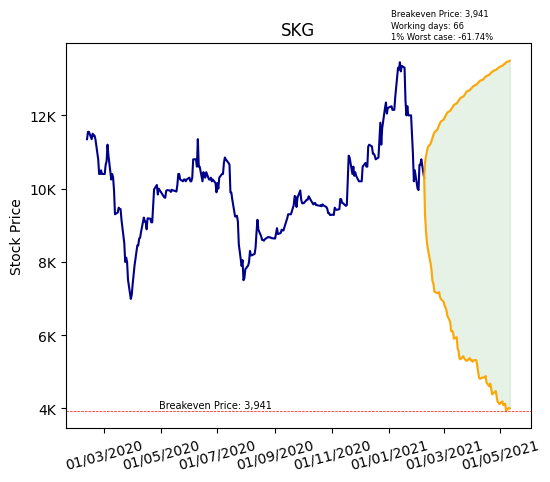 Breakeven Price: 3,941
Working days: 66
1% Worst case: -61.74%
SKG
Stock Price
12K
10K
8K
6K
4K
Breakeven Price: 3,941
01/03/2020 01/05/2020 01/07/2020 01/09/2020 01/11/2020 01/01/2021 01/03/2021 01/05/2021